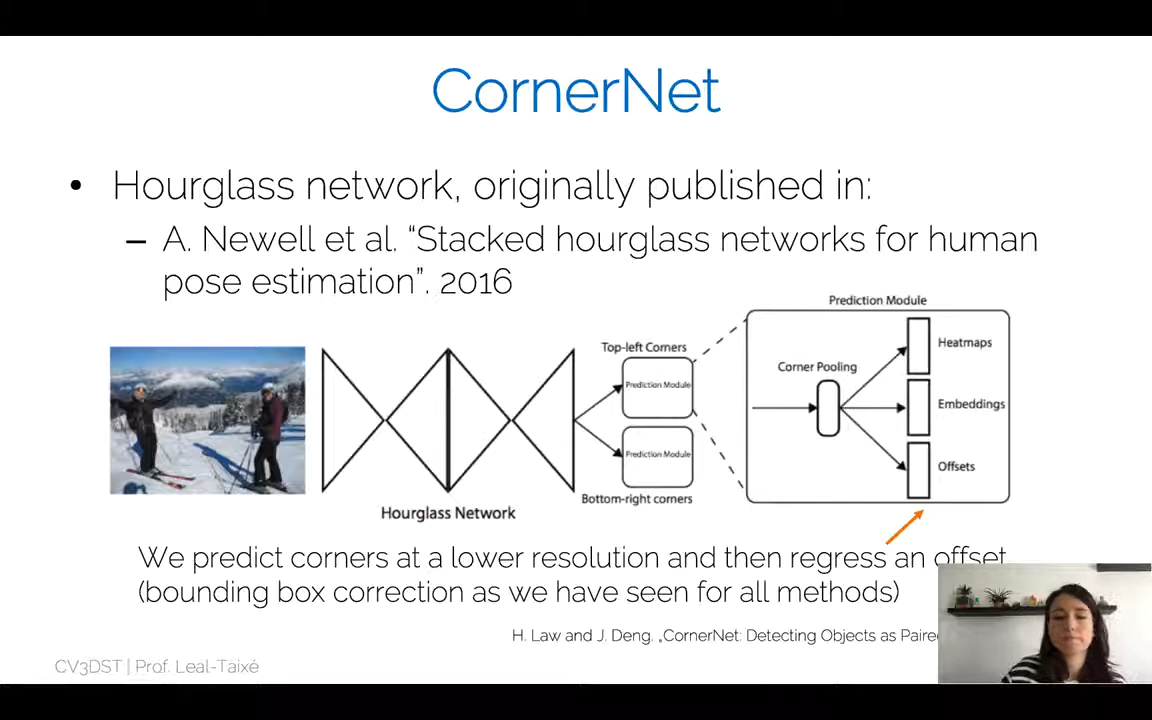 CornerNet
• Hourglass network, originally published in:
– A. Newell et al. “Stacked hourglass networks for human
pose estimation”. 2016
Prediction Module
Top-left Corners
Prediction Module
Corner Pooling
Heatmaps
Embeddings
Offsets
Prediction Module
Bottom-right corners
Hourglass Network
We predict corners at a lower resolution and then regress an offset
(bounding box correction as we have seen for all methods)
H. Law and J. Deng. „CornerNet: Detecting Objects as Paired
CV3DST | Prof. Leal-Taixé